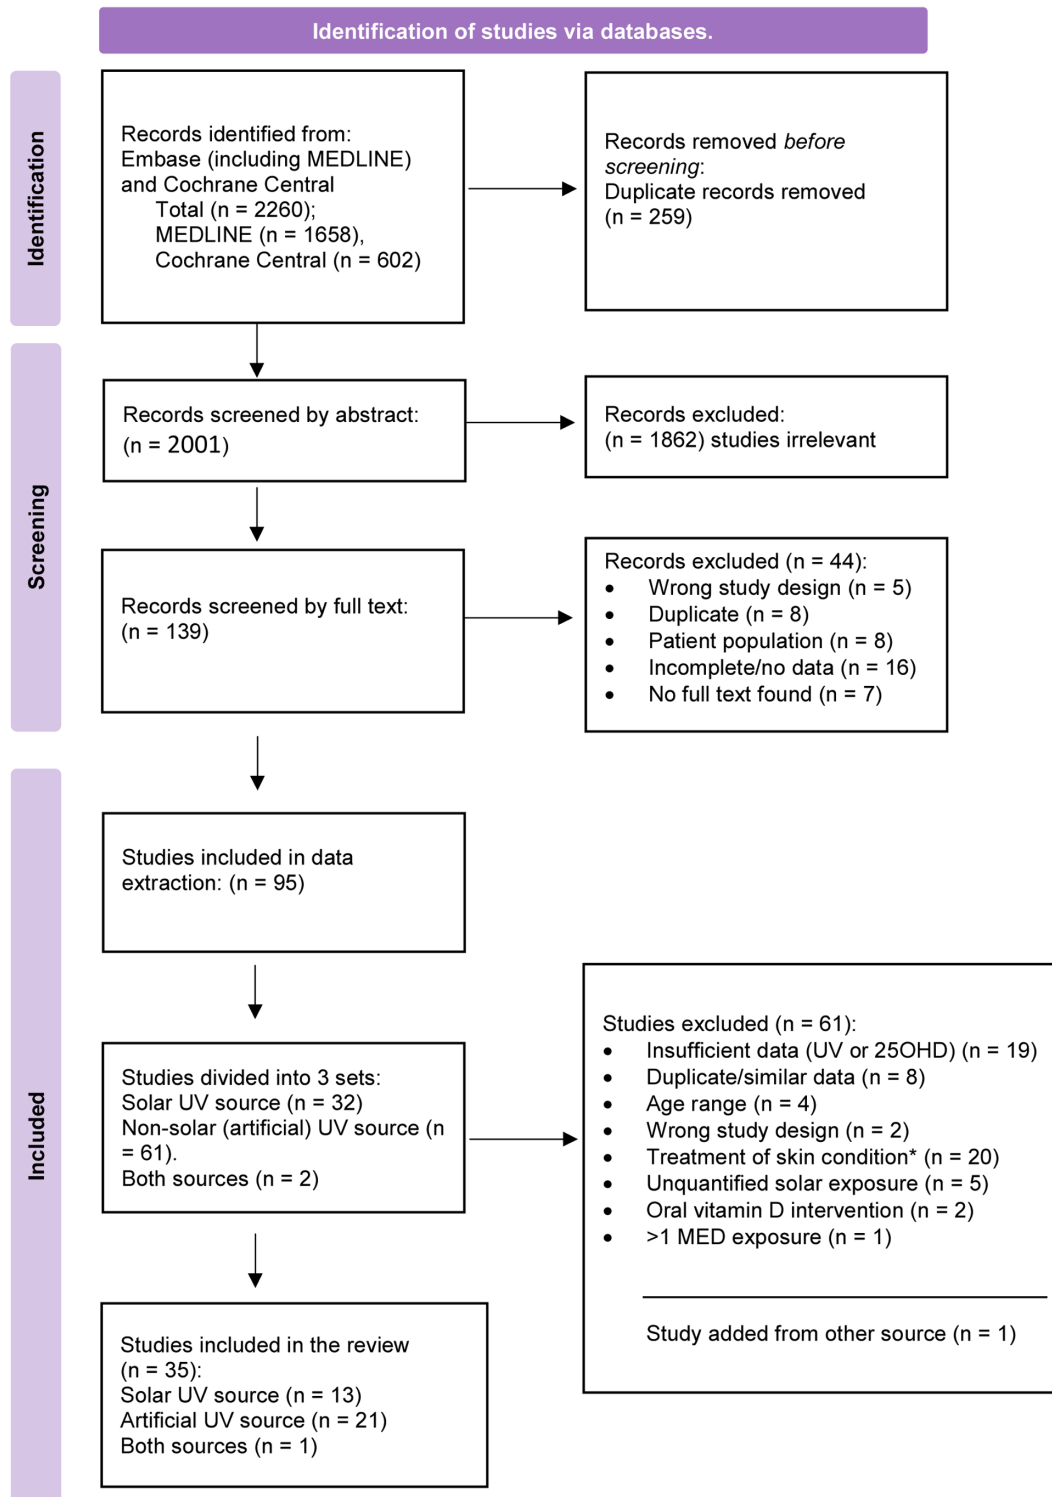 Identification of studies via databases.
Identification
Records identified from:
Embase (including MEDLINE)
and Cochrane Central
Total (n = 2260);
MEDLINE (n = 1658),
Cochrane Central (n = 602)
Records removed before
screening:
Duplicate records removed
(n = 259)
Screening
Records screened by abstract:
(n = 2001)
Records excluded:
(n = 1862) studies irrelevant
Records screened by full text:
(n = 139)
Records excluded (n = 44):
• Wrong study design (n = 5)
• Duplicate (n = 8)
• Patient population (n = 8)
• Incomplete/no data (n = 16)
• No full text found (n = 7)
Included
Studies included in data
extraction: (n = 95)
Studies divided into 3 sets:
Solar UV source (n = 32)
Non-solar (artificial) UV source (n
= 61).
Both sources (n = 2)
Studies excluded (n = 61):
• Insufficient data (UV or 25OHD) (n = 19)
• Duplicate/similar data (n = 8)
• Age range (n = 4)
• Wrong study design (n = 2)
• Treatment of skin condition* (n = 20)
• Unquantified solar exposure (n = 5)
• Oral vitamin D intervention (n = 2)
• >1 MED exposure (n = 1)
Study added from other source (n = 1)
Studies included in the review
(n = 35):
Solar UV source (n = 13)
Artificial UV source (n = 21)
Both sources (n = 1)